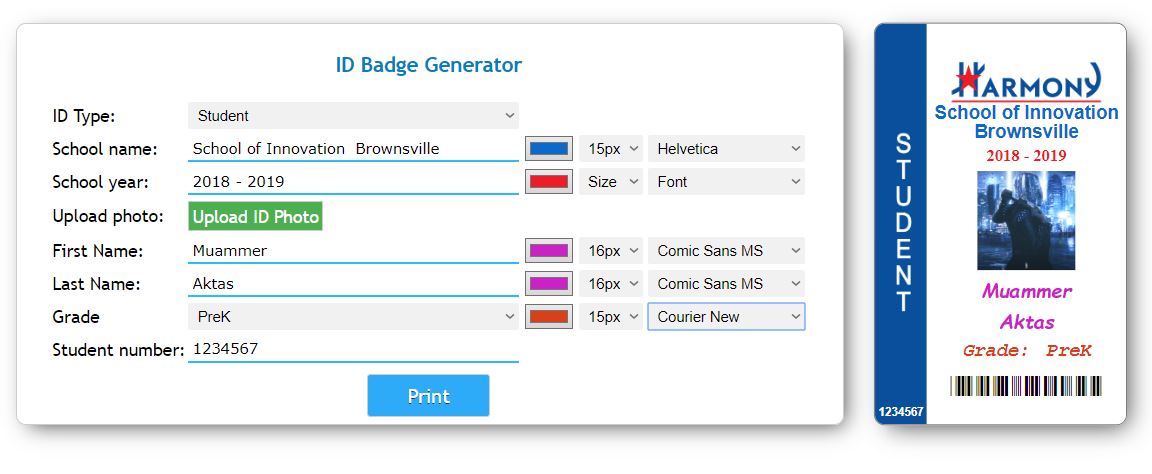 ID Badge Generator
ID Type: Student
School name: School of Innovation  Brownsville 15px Helvetica
School year: 2018 - 2019 Size Font
Upload photo: Upload ID Photo
First Name: Muammer 16px Comic Sans MS
Last Name: Aktas 16px Comic Sans MS
Grade PreK 15px Courier New
Student number: 1234567
Print
STUDENT
1234567
HARMONY
School of Innovation
Brownsville
2018 - 2019
Muammer
Aktas
Grade: PreK